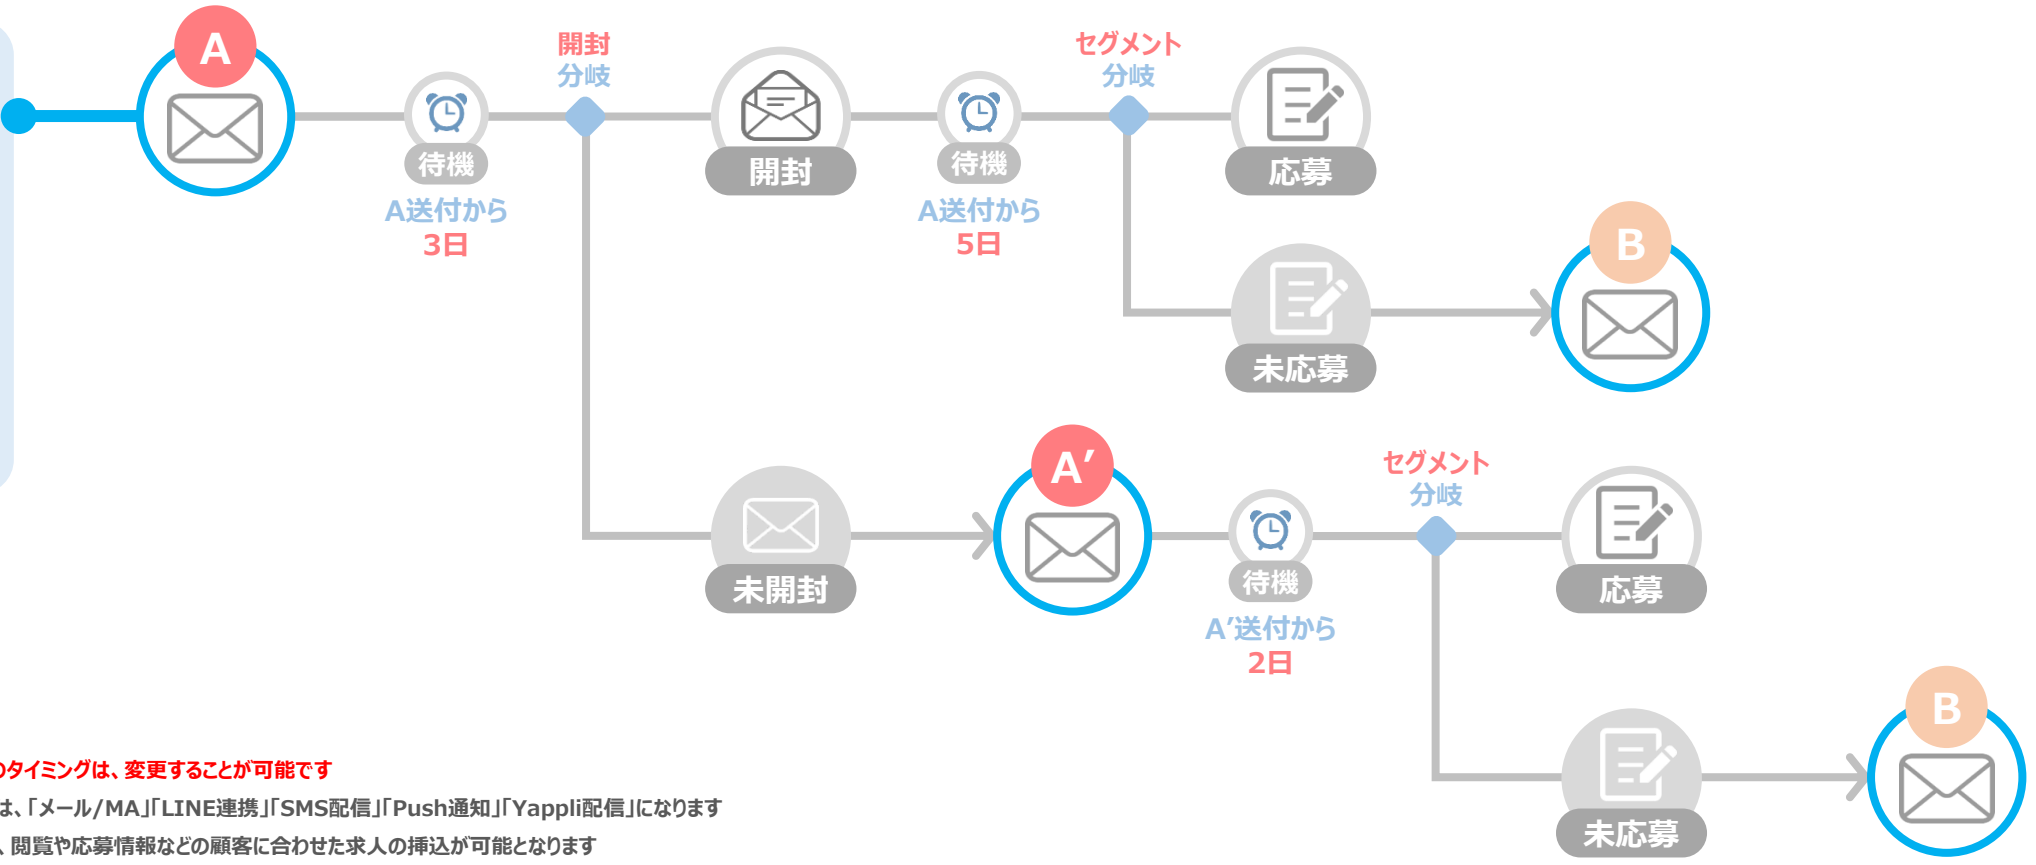 A
待機
A送付から
3日
開封
分岐
開封
待機
A送付から
5日
セグメント
分岐
応募
未応募
B
未開封
A′
待機
A′送付から
2日
セグメント
分岐
応募
未応募
B
のタイミングは、変更することが可能です
は、「メール/MA」「LINE連携」「SMS配信」「Push通知」「Yappli配信」になります
、閲覧や応募情報などの顧客に合わせた求人の挿込が可能となります